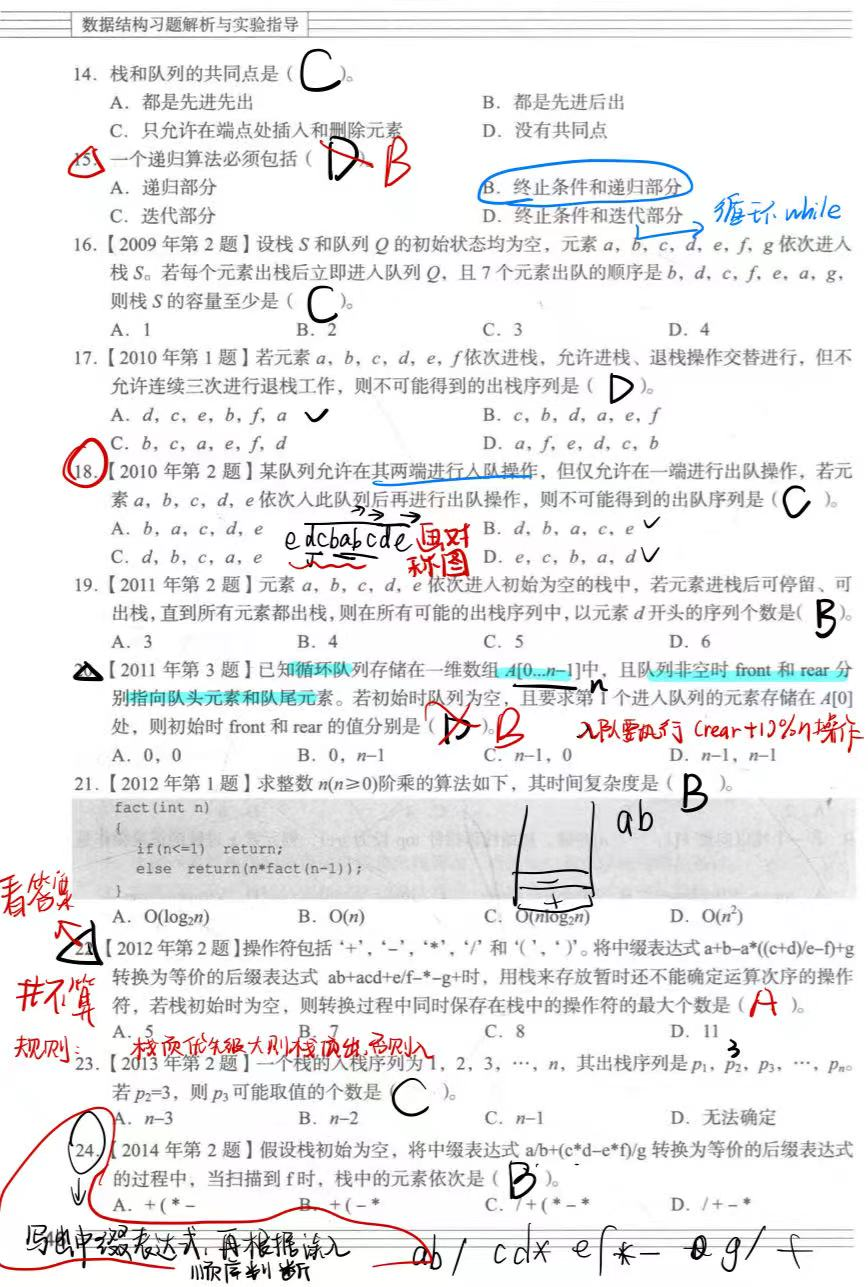 数据结构习题解析与实验指导
14. 栈和队列的共同点是( C )。
A. 都是先进先出 B. 都是先进后出
C. 只允许在端点处插入和删除元素 D. 没有共同点
15. 一个递归算法必须包括( D ) B
A. 递归部分 B. 终止条件和递归部分
C. 迭代部分 D. 终止条件和迭代部分
循环while
16.【2009 年第 2 题】设栈 S 和队列 Q 的初始状态均为空，元素 a，b，c，d，e，f，g 依次进入
栈 S。若每个元素出栈后立即进入队列 Q，且 7 个元素出队的顺序是 b，d，c，f，e，a，g，
则栈 S 的容量至少是( C )。
A. 1 B. 2 C. 3 D. 4
17.【2010 年第 1 题】若元素 a，b，c，d，e，f 依次进栈，允许进栈、退栈操作交替进行，但不
允许连续三次进行退栈工作，则不可能得到的出栈序列是( D )。
A. d，c，e，b，f，a ✓ B. c，b，d，a，e，f
C. b，c，a，e，f，d D. a，f，e，d，c，b
18.【2010 年第 2 题】某队列允许在其两端进行入队操作，但仅允许在一端进行出队操作，若元
素 a，b，c，d，e 依次入此队列后再进行出队操作，则不可能得到的出队序列是( C )。
A. b，a，c，d，e B. d，b，a，c，e ✓
edcbabcde 画对
称图
C. d，b，c，a，e D. e，c，b，a，d ✓
19.【2011 年第 2 题】元素 a，b，c，d，e 依次进入初始为空的栈中，若元素进栈后可停留、可
出栈，直到所有元素都出栈，则在所有可能的出栈序列中，以元素 d 开头的序列个数是( B )。
A. 3 B. 4 C. 5 D. 6
20.【2011 年第 3 题】已知循环队列存储在一维数组 A[0...n−1]中，且队列非空时 front 和 rear 分
n
别指向队头元素和队尾元素。若初始时队列为空，且要求第 1 个进入队列的元素存储在 A[0]
处，则初始时 front 和 rear 的值分别是( D )。B 入队要执行 (rear+1)%n操作
A. 0，0 B. 0，n−1 C. n−1，0 D. n−1，n−1
21.【2012 年第 1 题】求整数 n(n≥0)阶乘的算法如下，其时间复杂度是( B )。
fact(int n)
{
if(n<=1) return;
else return(n*fact(n-1));
}
ab
+
A. O(log₂n) B. O(n) C. O(nlog₂n) D. O(n²)
看答案
22.【2012 年第 2 题】操作符包括‘+’，‘−’，‘*’，‘/’ 和 ‘(’，‘)’。将中缀表达式 a+b−a*((c+d)/e−f)+g
转换为等价的后缀表达式 ab+acd+e/f−*−g+时，用栈来存放暂时还不能确定运算次序的操作
符，若栈初始时为空，则转换过程中同时保存在栈中的操作符的最大个数是( A )。
#不算
A. 5 B. 7 C. 8 D. 11
规则： 栈顶优先级大则栈顶出，否则入
23.【2013 年第 2 题】一个栈的入栈序列为 1，2，3，…，n，其出栈序列是 p₁，p₂，p₃，…，pₙ。
3
若 p₂=3，则 p₃ 可能取值的个数是( C )。
A. n−3 B. n−2 C. n−1 D. 无法确定
24.【2014 年第 2 题】假设栈初始为空，将中缀表达式 a/b+(c*d−e*f)/g 转换为等价的后缀表达式
的过程中，当扫描到 f 时，栈中的元素依次是( B )。
A. + ( * − B. + ( − * C. / + ( * − * D. / + − *
写出中缀表达式，再根据读入
顺序判断
ab/ cd* ef*− g/ +